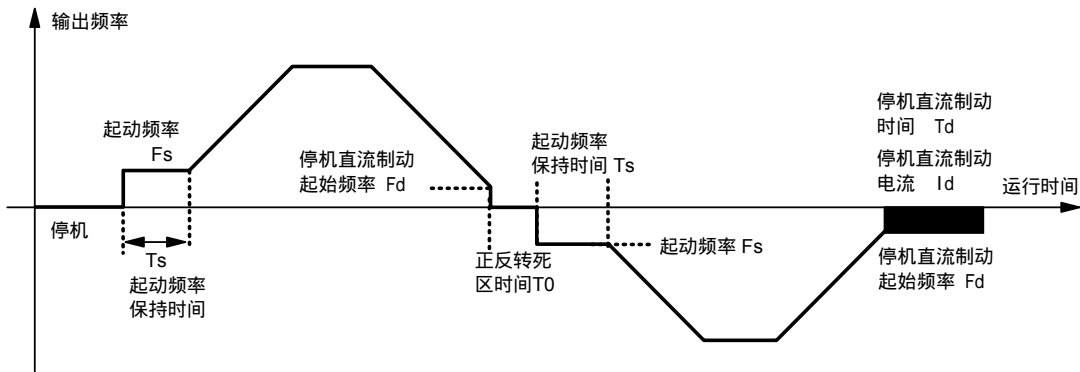 输出频率
起动频率
Fs
停机
Ts
起动频率
保持时间
停机直流制动
起始频率 Fd
起动频率
保持时间 Ts
正反转死
区时间T0
起动频率 Fs
停机直流制动
时间 Td
停机直流制动
电流 Id
运行时间
停机直流制动
起始频率 Fd